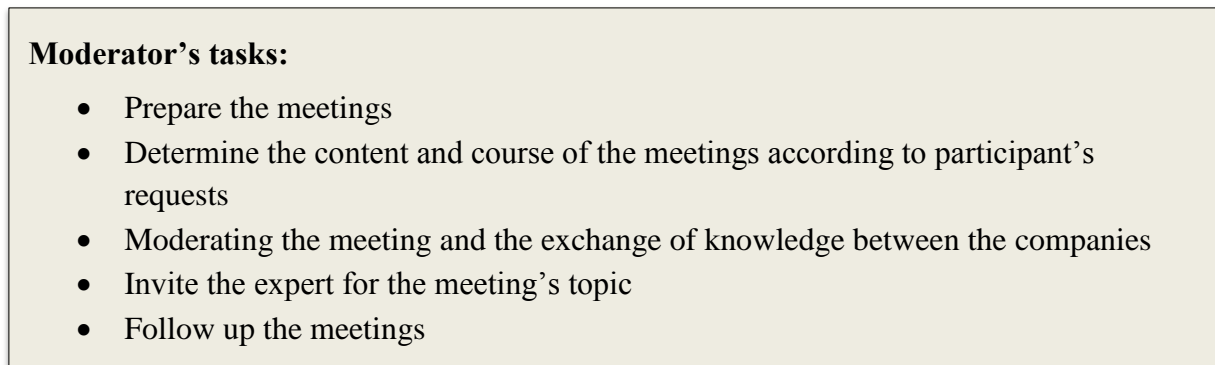 Moderator’s tasks:
• Prepare the meetings
• Determine the content and course of the meetings according to participant’s
requests
• Moderating the meeting and the exchange of knowledge between the companies
• Invite the expert for the meeting’s topic
• Follow up the meetings